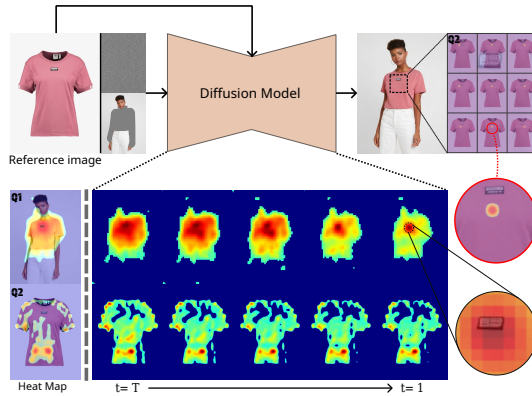 Q2
Diffusion Model
Reference image
Q1
Q2
Heat Map
t= T
t= 1